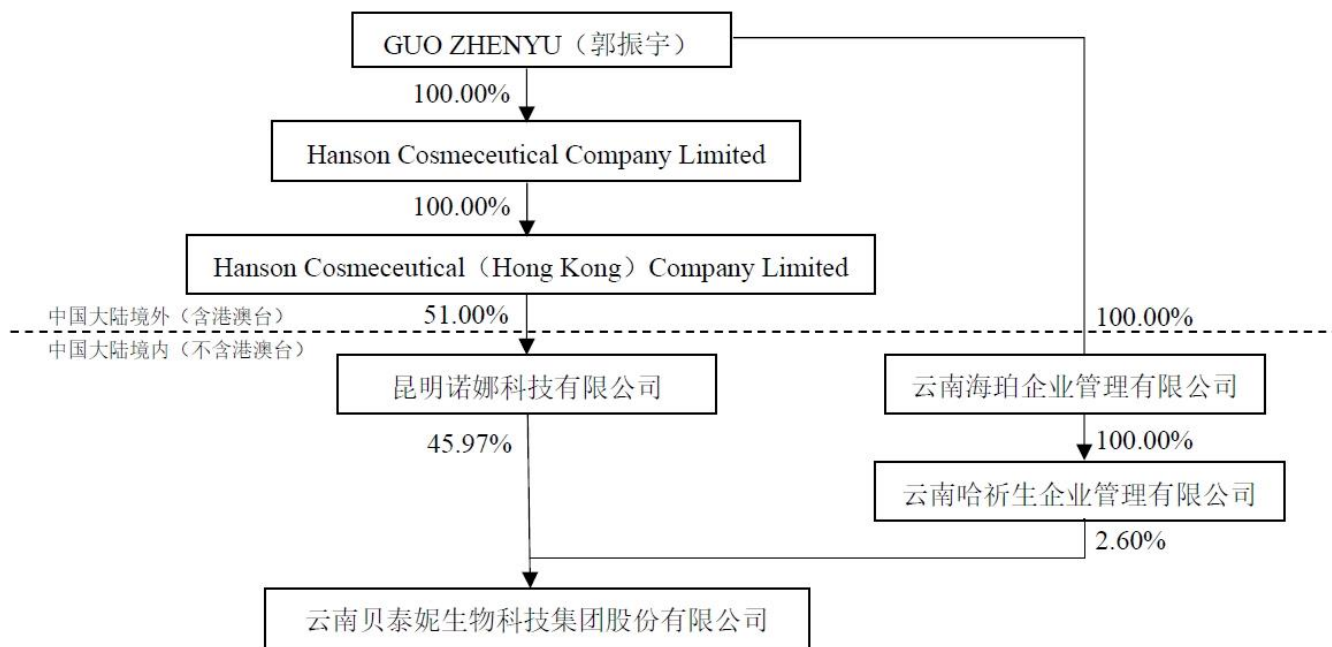 GUO ZHENYU（郭振宇）
100.00%
Hanson Cosmeceutical Company Limited
100.00%
Hanson Cosmeceutical（Hong Kong）Company Limited
中国大陆境外（含港澳台）
51.00%
100.00%
中国大陆境内（不含港澳台）
昆明诺娜科技有限公司
云南海珀企业管理有限公司
45.97%
100.00%
云南哈祈生企业管理有限公司
2.60%
云南贝泰妮生物科技集团股份有限公司